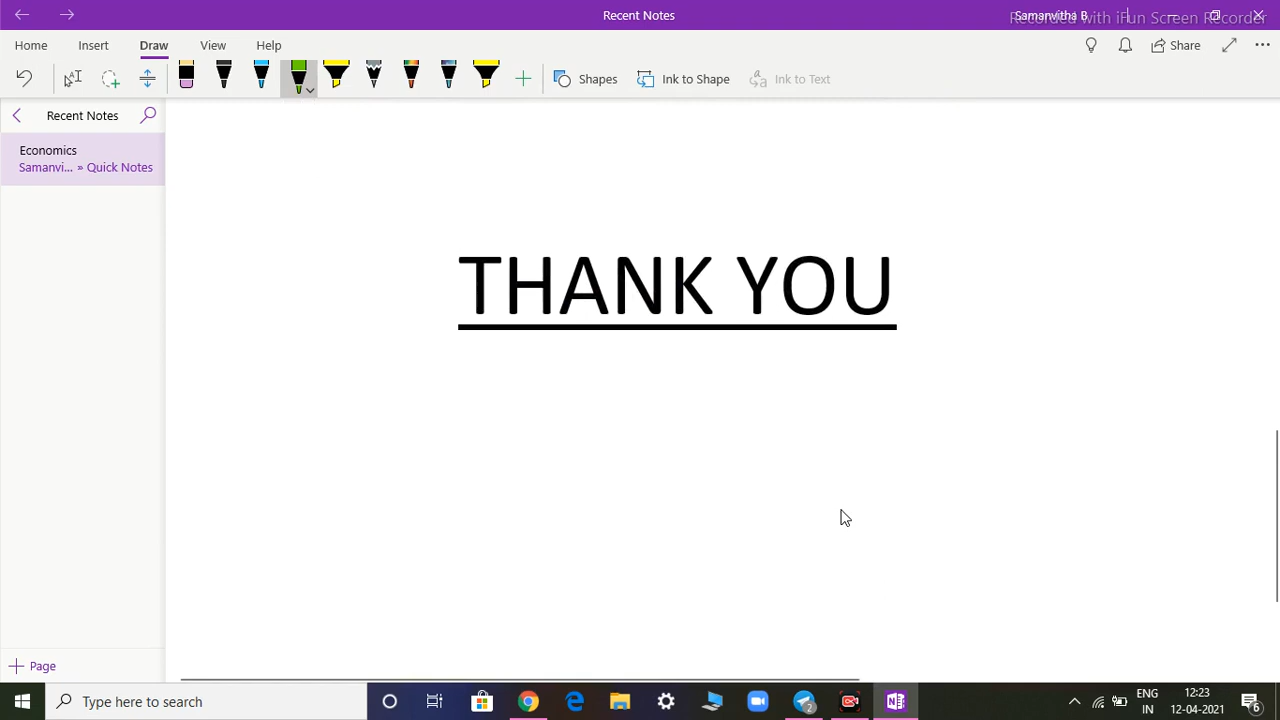 Recent Notes
Samanvitha B
Recorded with iFun Screen Recorder
Home Insert Draw View Help
Share
Shapes Ink to Shape Ink to Text
Recent Notes
Economics
Samanvi... » Quick Notes
THANK YOU
Page
Type here to search
2
N
ENG
IN
12:23
12-04-2021
6